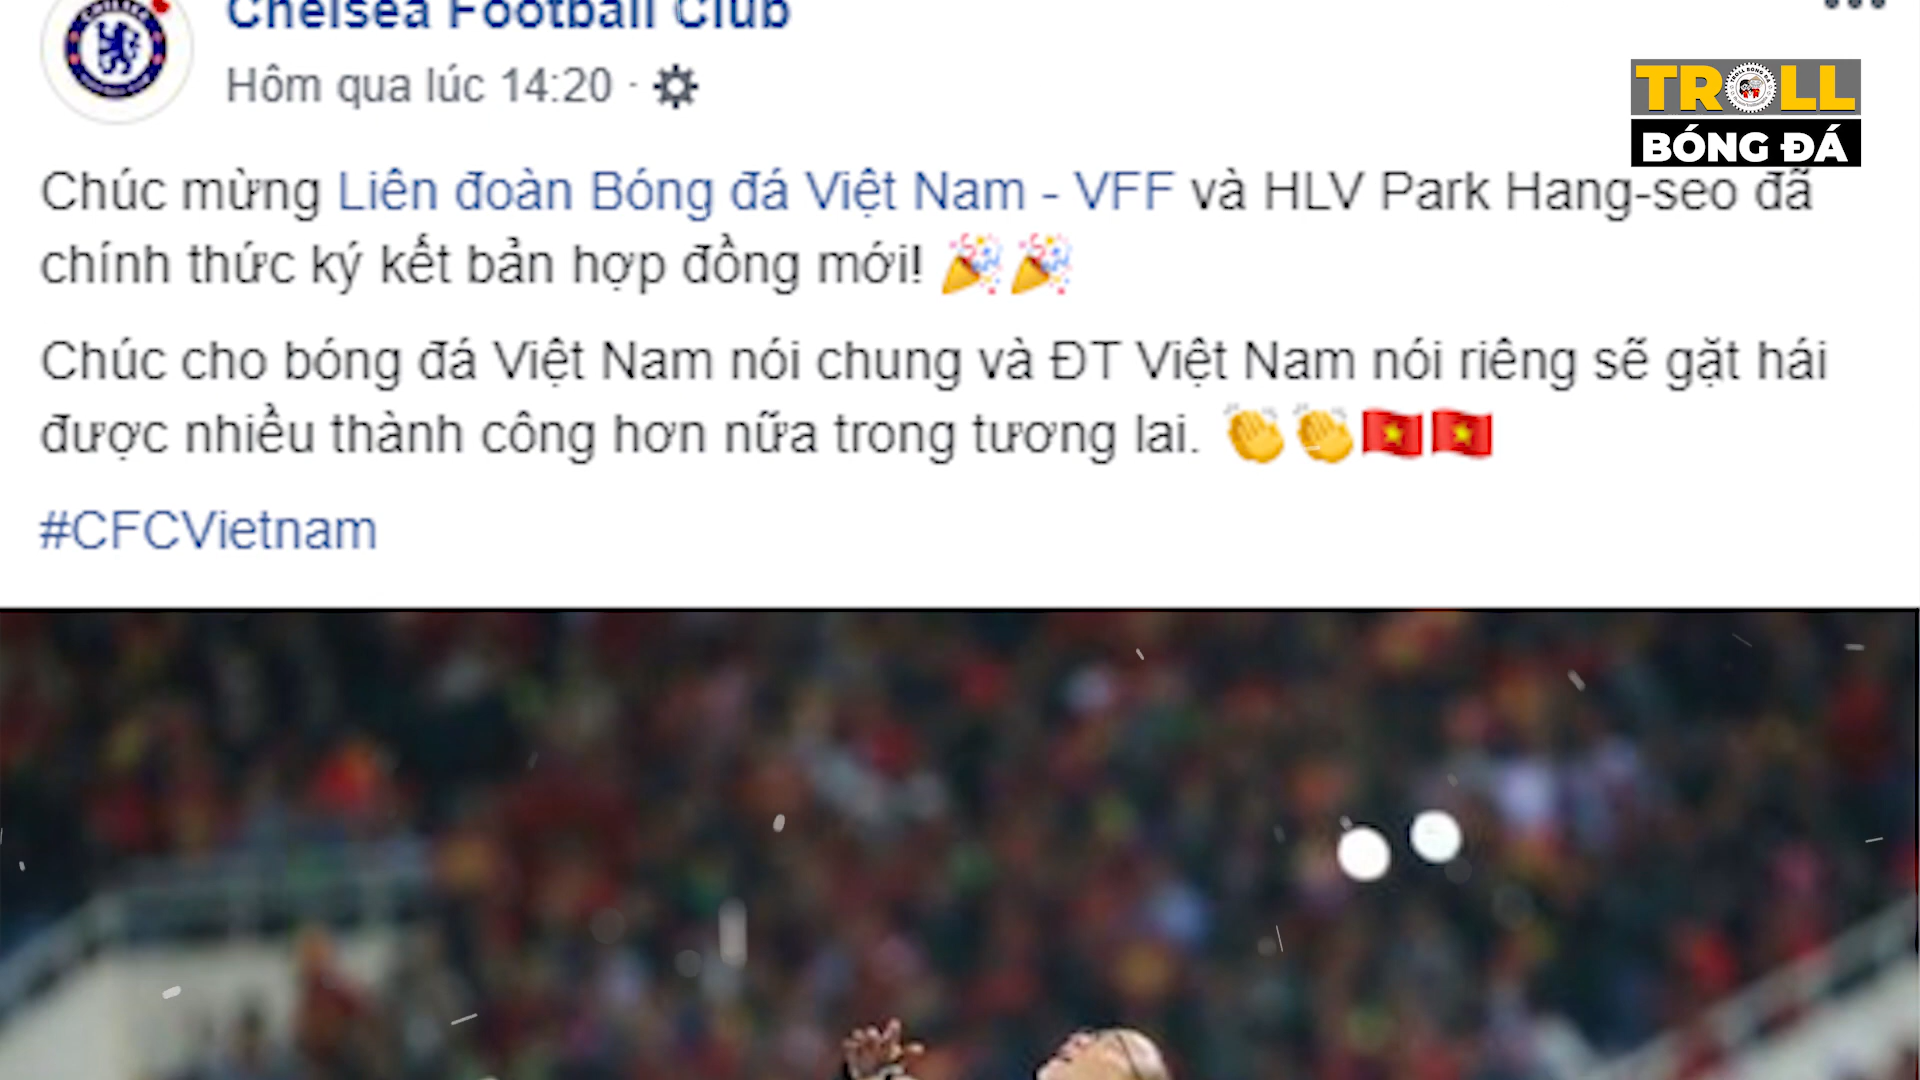 Chelsea Football Club
Hôm qua lúc 14:20 ·
TROLL
BÓNG ĐÁ
Chúc mừng Liên đoàn Bóng đá Việt Nam - VFF và HLV Park Hang-seo đã
chính thức ký kết bản hợp đồng mới! 🎉🎉
Chúc cho bóng đá Việt Nam nói chung và ĐT Việt Nam nói riêng sẽ gặt hái
được nhiều thành công hơn nữa trong tương lai. 👏👏🇻🇳🇻🇳
#CFCVietnam